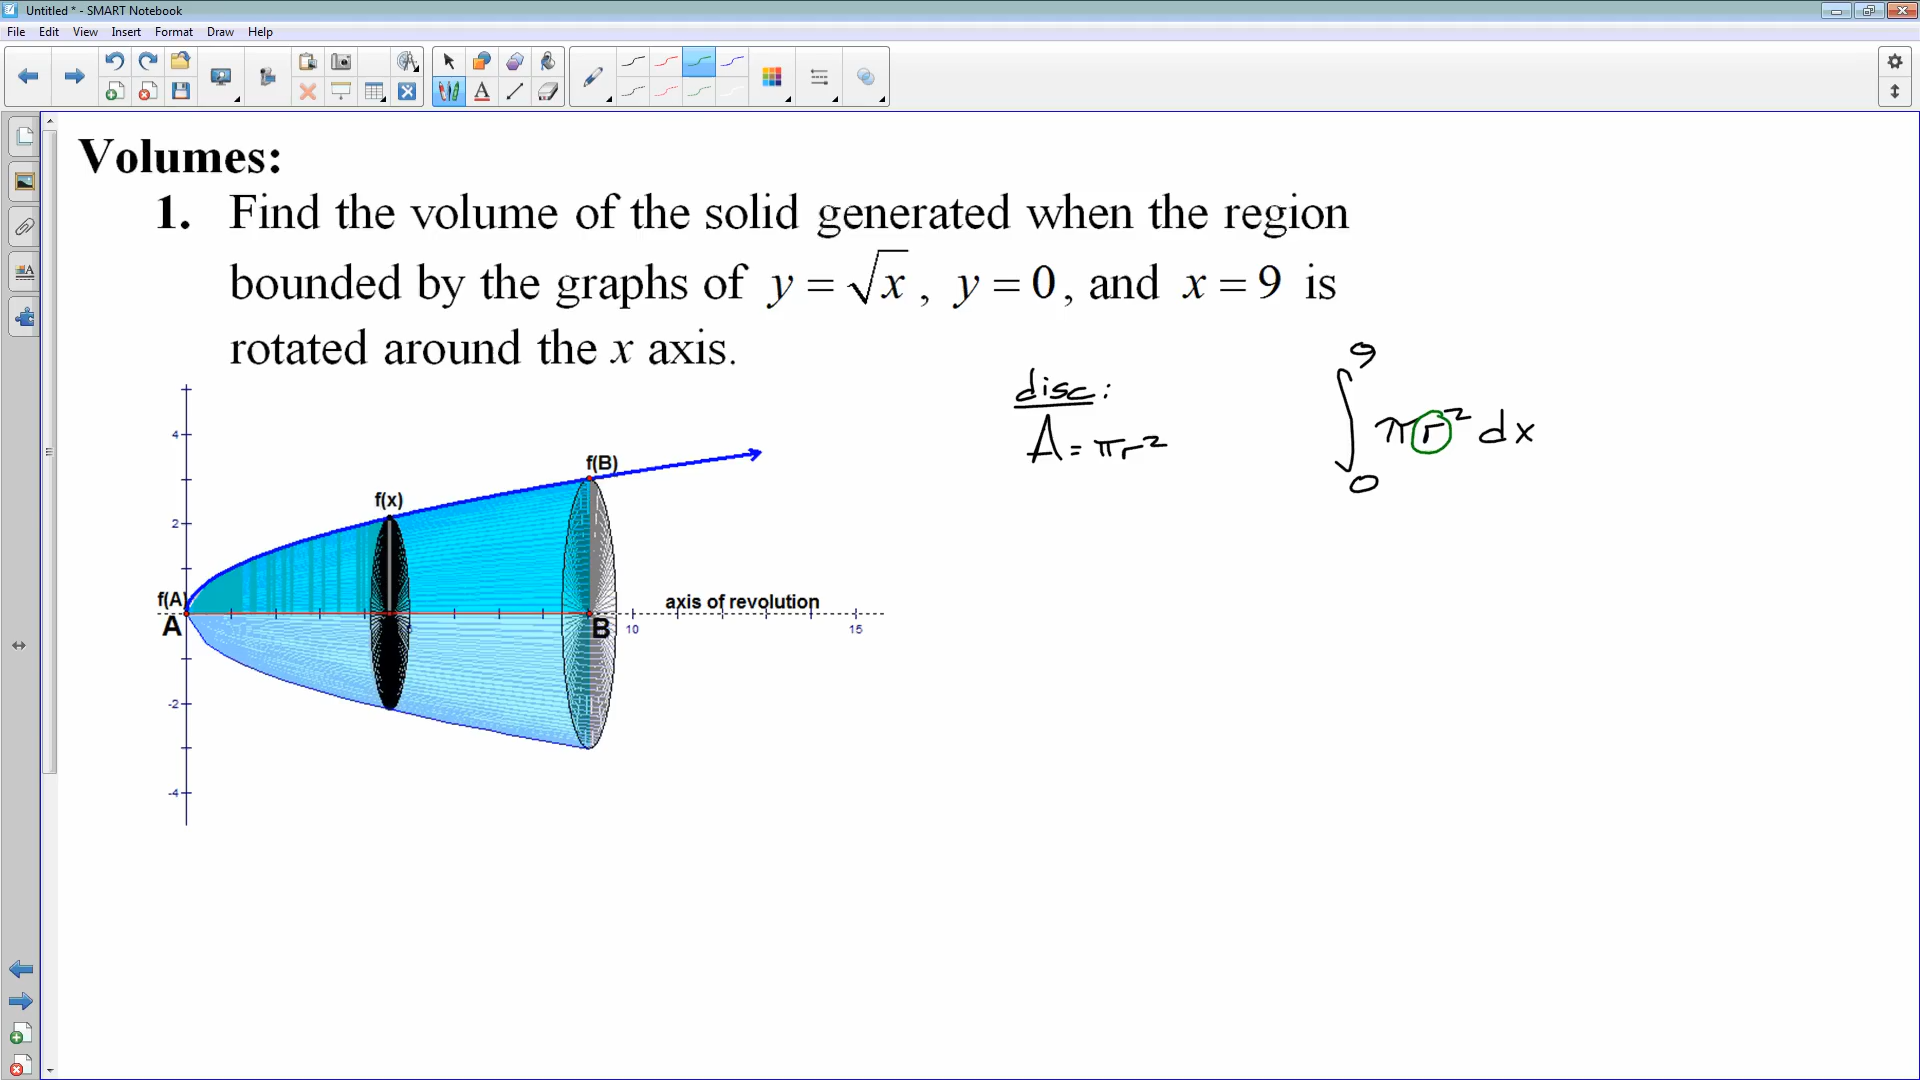 Untitled * - SMART Notebook
File Edit View Insert Format Draw Help
Volumes:
1. Find the volume of the solid generated when the region
bounded by the graphs of y = √x , y = 0, and x = 9 is
rotated around the x axis.
disc:
A = πr²
∫₀⁹ πr² dx
4
f(B)
f(x)
2
f(A)
axis of revolution
A
B
10
15
-2
-4